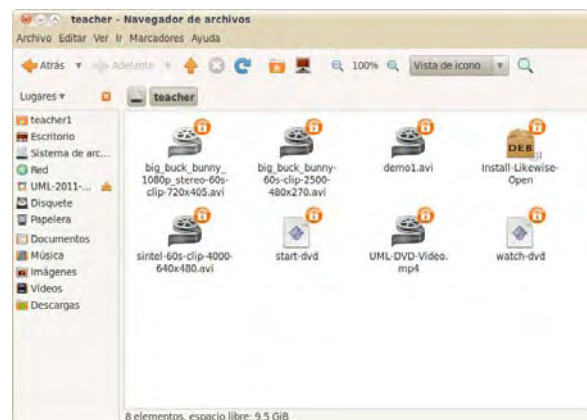 teacher - Navegador de archivos
Archivo Editar Ver Ir Marcadores Ayuda
Atrás Adelante 100% Vista de icono
Lugares teacher
teacher1
Escritorio
Sistema de arc...
Red
UML-2011-...
Disquete
Papelera
Documentos
Música
Imágenes
Vídeos
Descargas
big_buck_bunny_
1080p_stereo-60s-
clip-720x405.avi
big_buck_bunny-
60s-clip-2500-
480x270.avi
demo1.avi
DEB
Install-Likewise-
Open
sintel-60s-clip-4000-
640x480.avi
start-dvd
UML-DVD-Video.
mp4
watch-dvd
8 elementos, espacio libre: 9,5 GiB